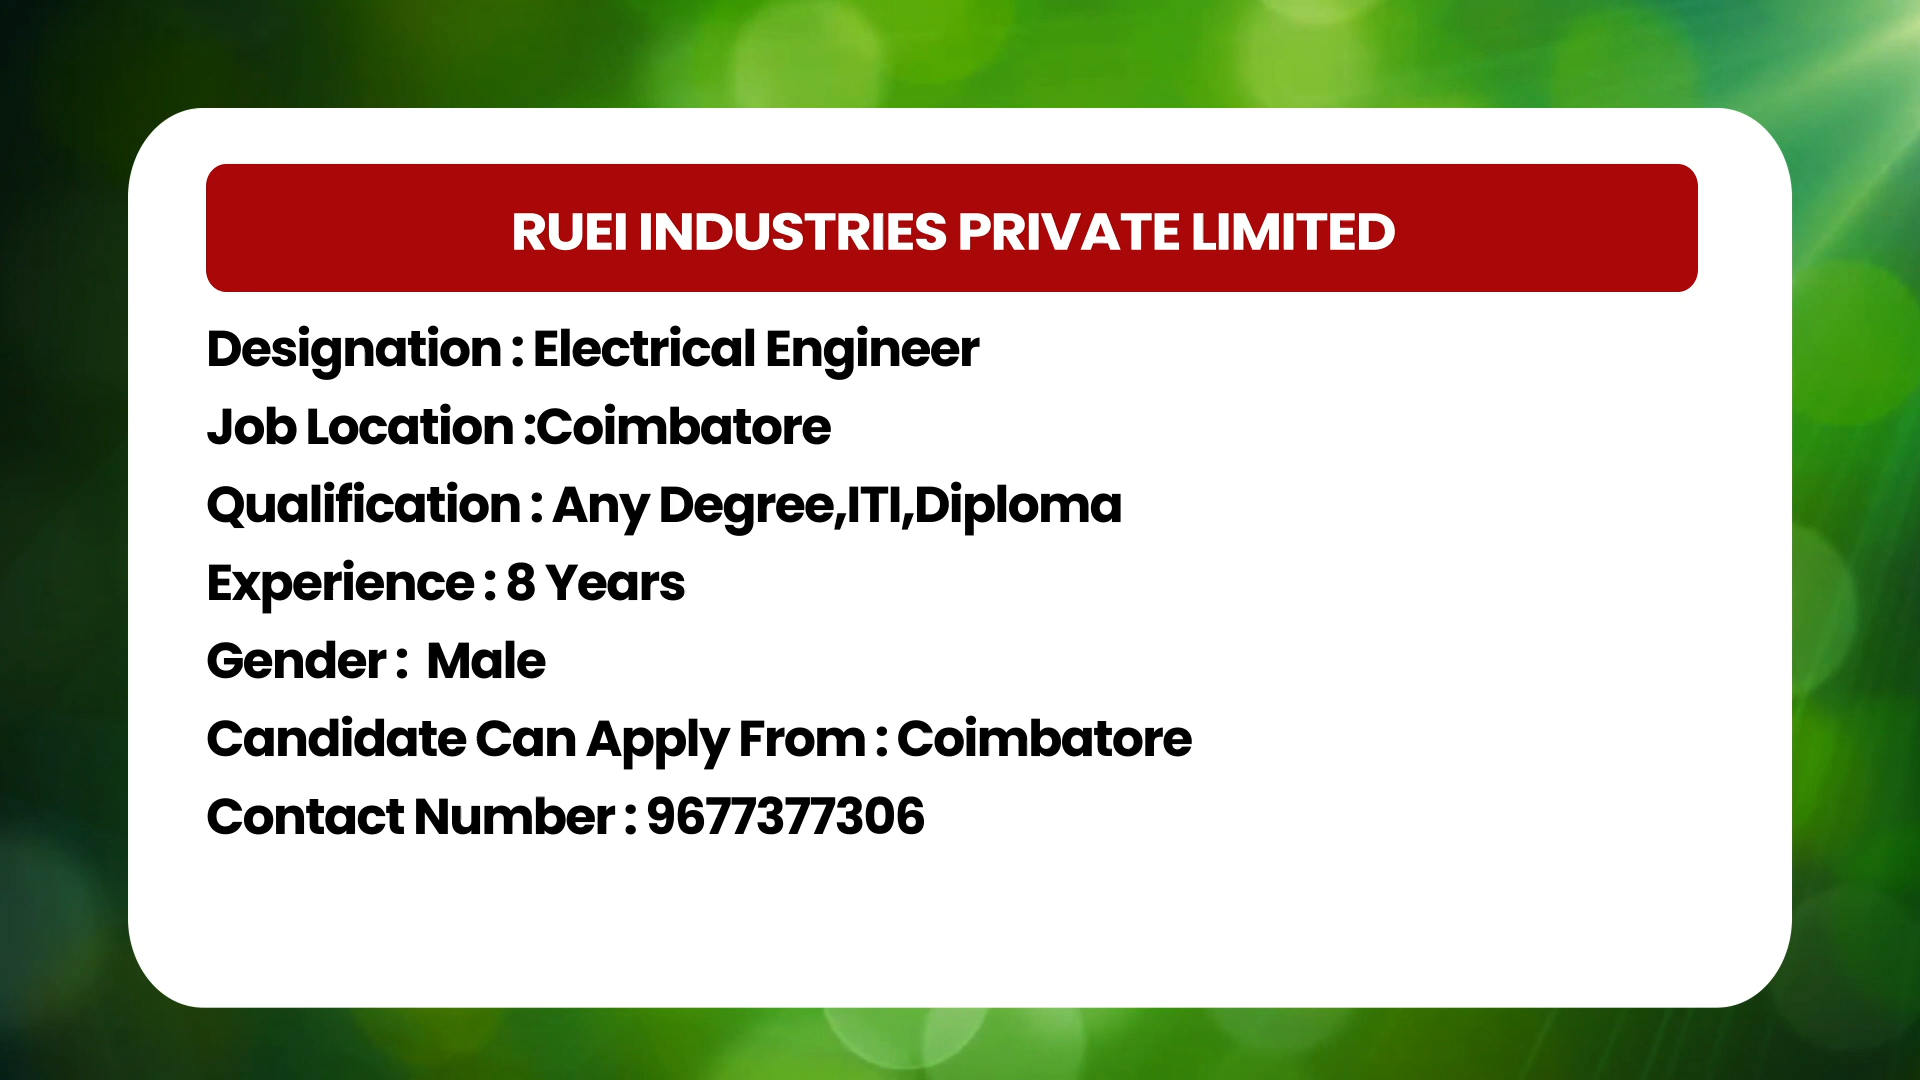 RUEI INDUSTRIES PRIVATE LIMITED
Designation : Electrical Engineer
Job Location :Coimbatore
Qualification : Any Degree,ITI,Diploma
Experience : 8 Years
Gender :  Male
Candidate Can Apply From : Coimbatore
Contact Number : 9677377306